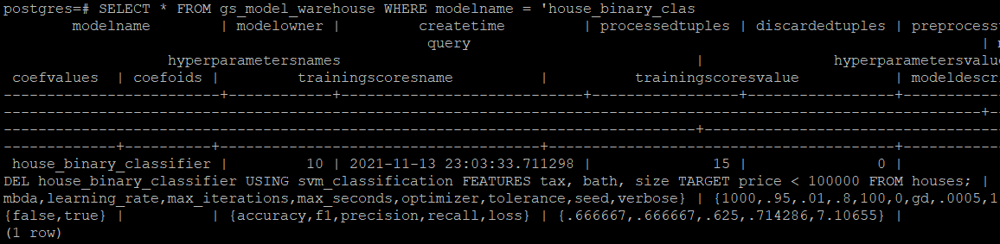 postgres=# SELECT * FROM gs_model_warehouse WHERE modelname = 'house_binary_clas
modelname | modelowner | createtime | processedtuples | discardedtuples | preprocess
query |
hyperparametersnames | hyperparametersvalu
coefvalues | coefoids | trainingscoresname | trainingscoresvalue | modeldescri
--------------------------+------------+----------------------------+-----------------+-----------------+-----------
------------------------------------------------------------------------------------------------------------------+-
--------------------------------------------------------------------------------+-----------------------------------
-------------+----------+--------------------------------------+----------------------------------------+-----------
house_binary_classifier | 10 | 2021-11-13 23:03:33.711298 | 15 | 0 |
DEL house_binary_classifier USING svm_classification FEATURES tax, bath, size TARGET price < 100000 FROM houses; |
mbda,learning_rate,max_iterations,max_seconds,optimizer,tolerance,seed,verbose} | {1000,.95,.01,.8,100,0,gd,.0005,1
{false,true} | | {accuracy,f1,precision,recall,loss} | {.666667,.666667,.625,.714286,7.10655} |
(1 row)